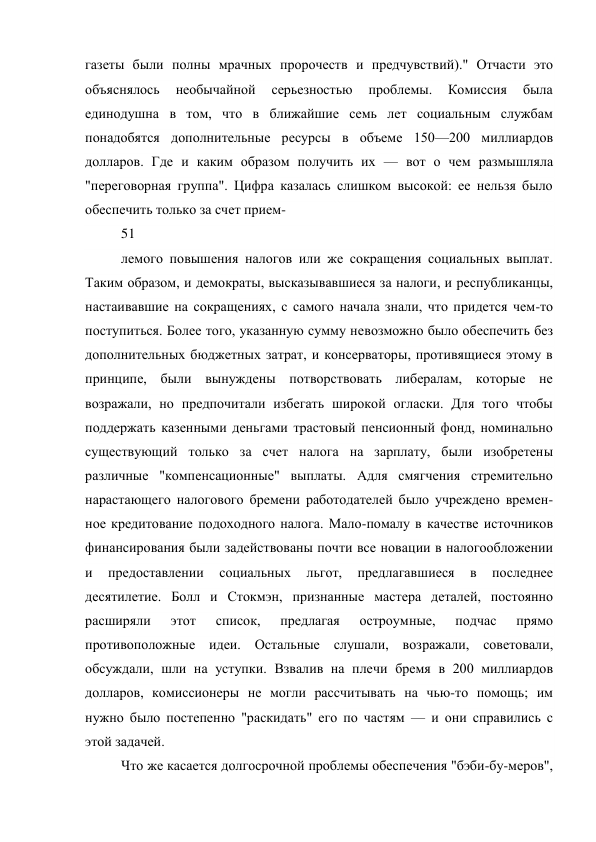 газеты были полны мрачных пророчеств и предчувствий)." Отчасти это
объяснялось необычайной серьезностью проблемы. Комиссия была
единодушна в том, что в ближайшие семь лет социальным службам
понадобятся дополнительные ресурсы в объеме 150—200 миллиардов
долларов. Где и каким образом получить их — вот о чем размышляла
"переговорная группа". Цифра казалась слишком высокой: ее нельзя было
обеспечить только за счет прием-
51
лемого повышения налогов или же сокращения социальных выплат.
Таким образом, и демократы, высказывавшиеся за налоги, и республиканцы,
настаивавшие на сокращениях, с самого начала знали, что придется чем-то
поступиться. Более того, указанную сумму невозможно было обеспечить без
дополнительных бюджетных затрат, и консерваторы, противящиеся этому в
принципе, были вынуждены потворствовать либералам, которые не
возражали, но предпочитали избегать широкой огласки. Для того чтобы
поддержать казенными деньгами трастовый пенсионный фонд, номинально
существующий только за счет налога на зарплату, были изобретены
различные "компенсационные" выплаты. Адля смягчения стремительно
нарастающего налогового бремени работодателей было учреждено времен-
ное кредитование подоходного налога. Мало-помалу в качестве источников
финансирования были задействованы почти все новации в налогообложении
и предоставлении социальных льгот, предлагавшиеся в последнее
десятилетие. Болл и Стокмэн, признанные мастера деталей, постоянно
расширяли этот список, предлагая остроумные, подчас прямо
противоположные идеи. Остальные слушали, возражали, советовали,
обсуждали, шли на уступки. Взвалив на плечи бремя в 200 миллиардов
долларов, комиссионеры не могли рассчитывать на чью-то помощь; им
нужно было постепенно "раскидать" его по частям — и они справились с
этой задачей.
Что же касается долгосрочной проблемы обеспечения "бэби-бу-меров",